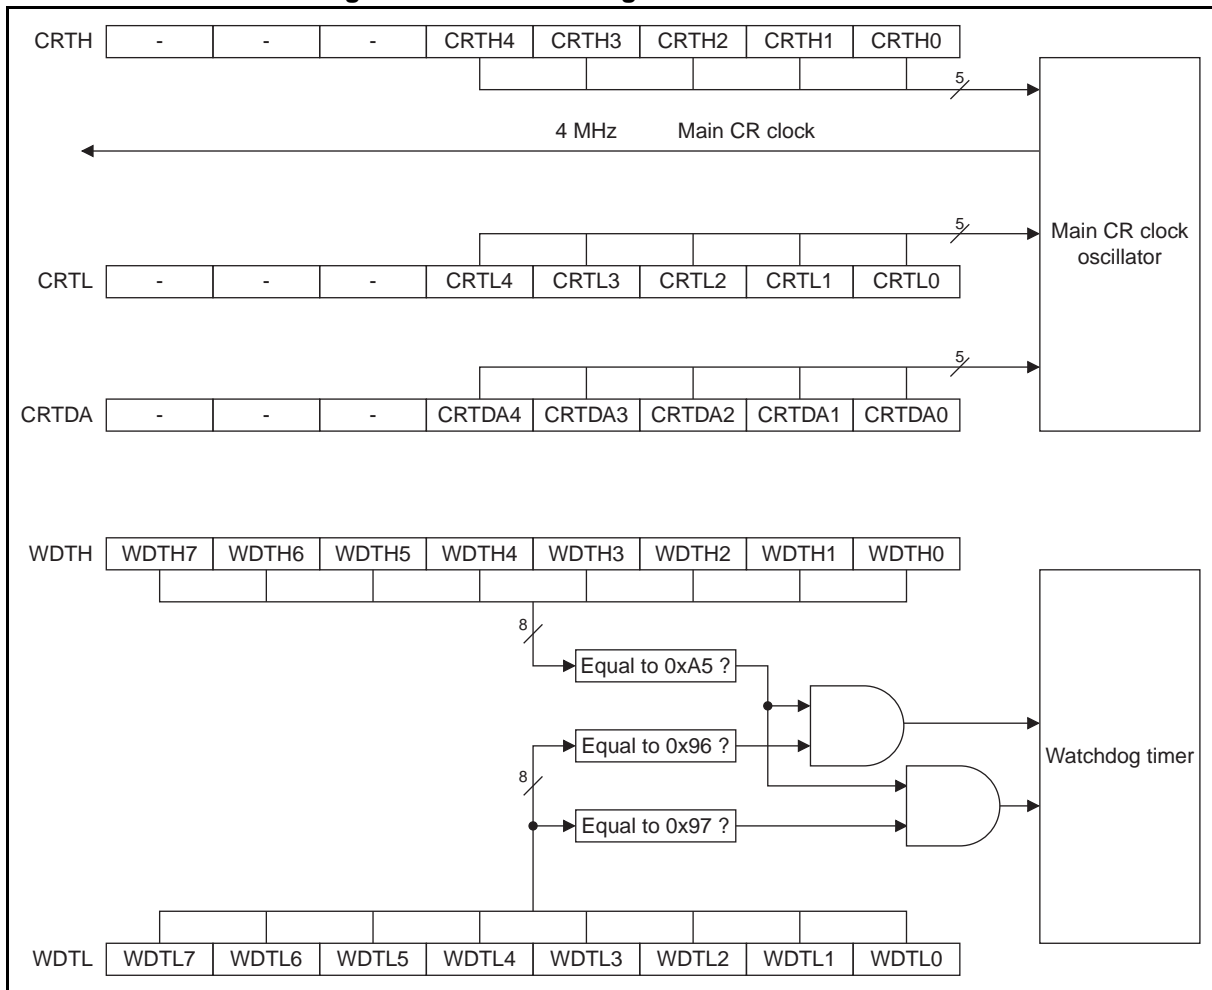 CRTH - - - CRTH4 CRTH3 CRTH2 CRTH1 CRTH0
5
4 MHz Main CR clock
5
Main CR clock
oscillator
CRTL - - - CRTL4 CRTL3 CRTL2 CRTL1 CRTL0
5
CRTDA - - - CRTDA4 CRTDA3 CRTDA2 CRTDA1 CRTDA0
WDTH WDTH7 WDTH6 WDTH5 WDTH4 WDTH3 WDTH2 WDTH1 WDTH0
8
Equal to 0xA5 ?
Equal to 0x96 ?
Watchdog timer
8
Equal to 0x97 ?
WDTL WDTL7 WDTL6 WDTL5 WDTL4 WDTL3 WDTL2 WDTL1 WDTL0